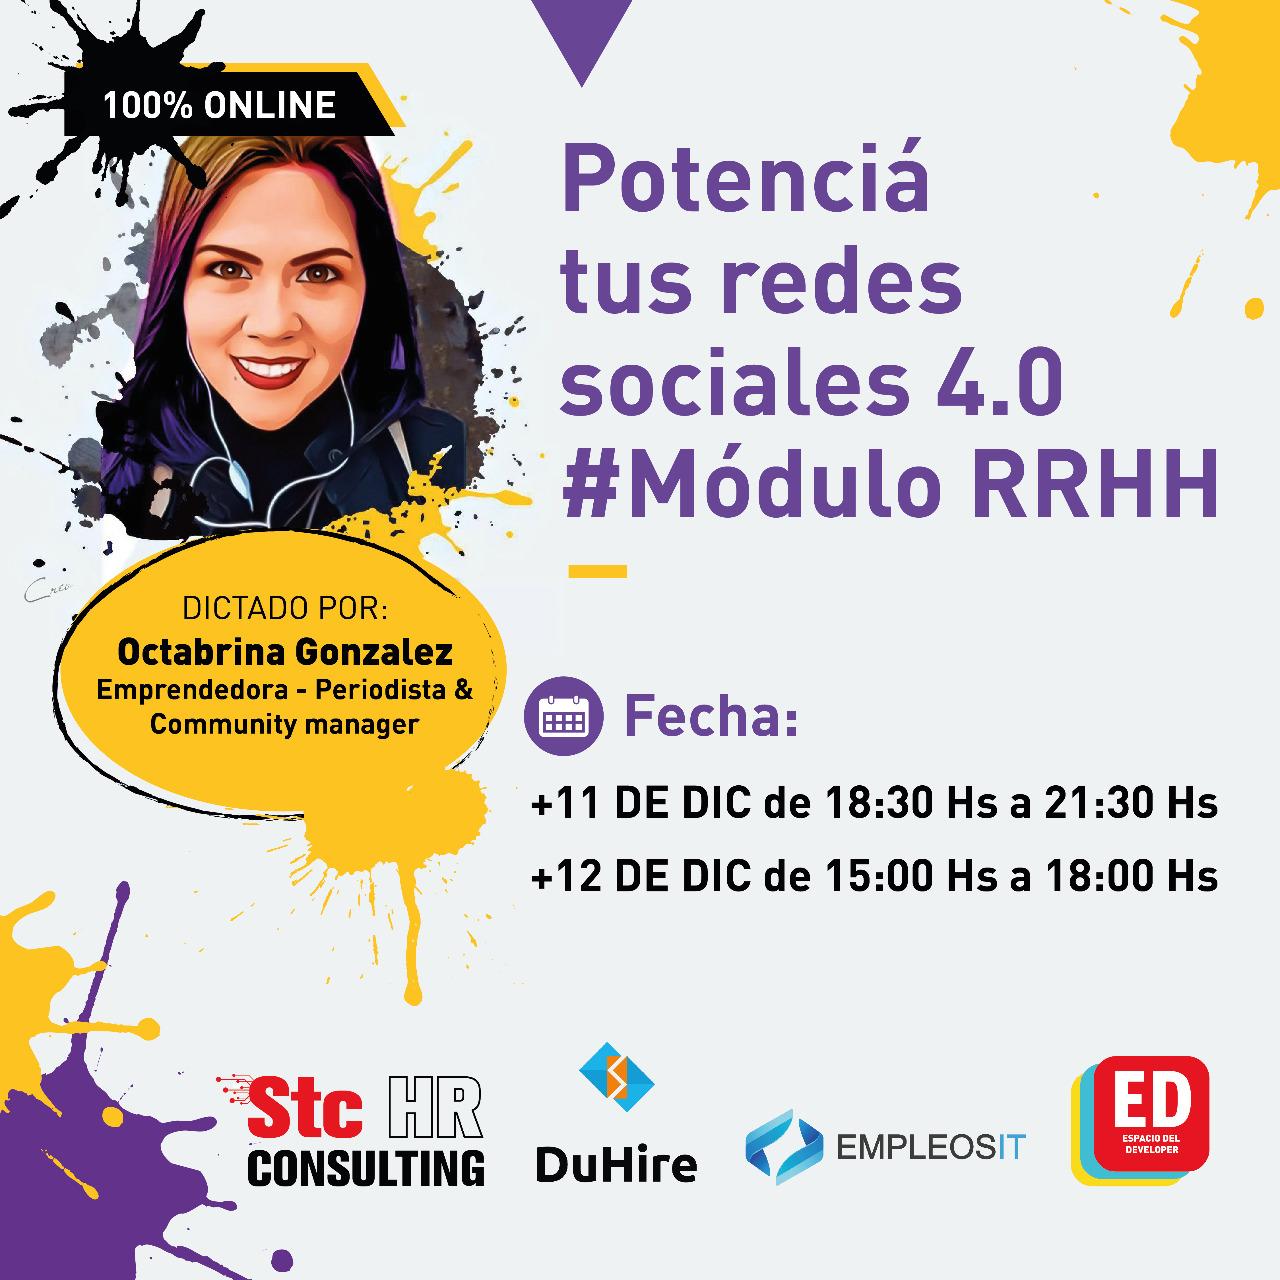 100% ONLINE
Potenciá
tus redes
sociales 4.0
#Módulo RRHH
DICTADO POR:
Octabrina Gonzalez
Emprendedora - Periodista &
Community manager
Fecha:
+11 DE DIC de 18:30 Hs a 21:30 Hs
+12 DE DIC de 15:00 Hs a 18:00 Hs
Stc HR
CONSULTING
DuHire
EMPLEOSIT
ED
ESPACIO DEL
DEVELOPER